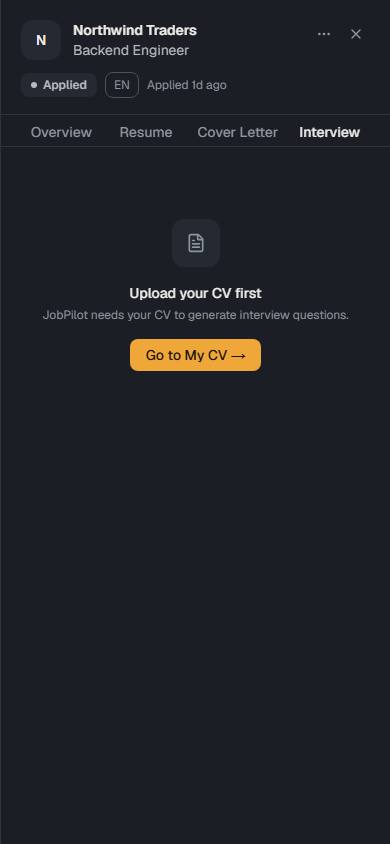 N
Northwind Traders
Backend Engineer
Applied
EN
Applied 1d ago
Overview
Resume
Cover Letter
Interview
Upload your CV first
JobPilot needs your CV to generate interview questions.
Go to My CV →